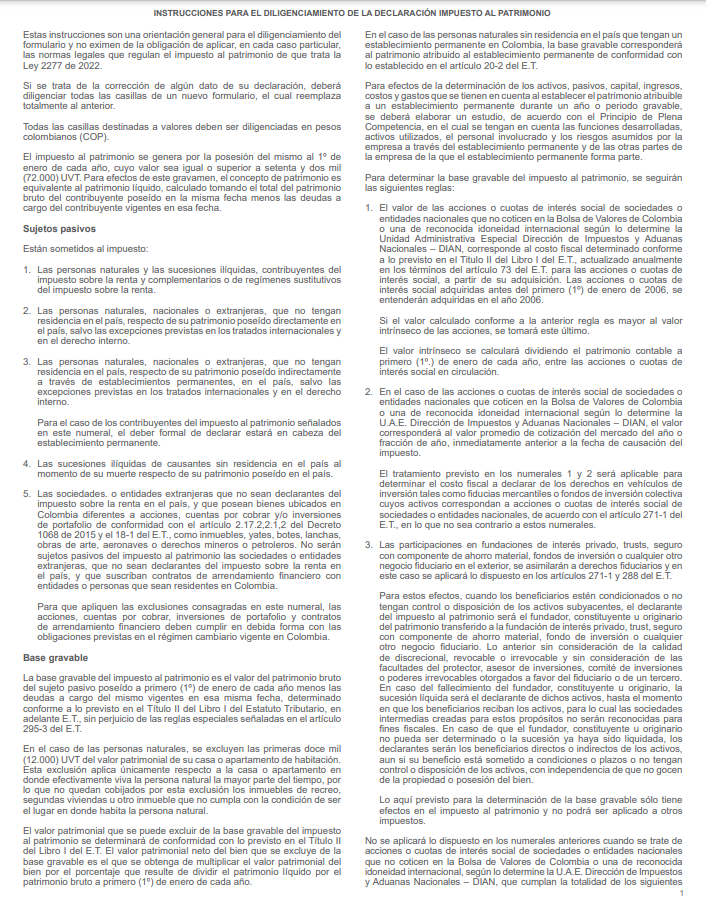 INSTRUCCIONES PARA EL DILIGENCIAMIENTO DE LA DECLARACIÓN IMPUESTO AL PATRIMONIO
Estas instrucciones son una orientación general para el diligenciamiento del
formulario y no eximen de la obligación de aplicar, en cada caso particular,
las normas legales que regulan el impuesto al patrimonio de que trata la
Ley 2277 de 2022.
Si se trata de la corrección de algún dato de su declaración, deberá
diligenciar todas las casillas de un nuevo formulario, el cual reemplaza
totalmente al anterior.
Todas las casillas destinadas a valores deben ser diligenciadas en pesos
colombianos (COP).
El impuesto al patrimonio se genera por la posesión del mismo al 1º de
enero de cada año, cuyo valor sea igual o superior a setenta y dos mil
(72.000) UVT. Para efectos de este gravamen, el concepto de patrimonio es
equivalente al patrimonio líquido, calculado tomando el total del patrimonio
bruto del contribuyente poseído en la misma fecha menos las deudas a
cargo del contribuyente vigentes en esa fecha.
Sujetos pasivos
Están sometidos al impuesto:
1. Las personas naturales y las sucesiones ilíquidas, contribuyentes del
impuesto sobre la renta y complementarios o de regímenes sustitutivos
del impuesto sobre la renta.
2. Las personas naturales, nacionales o extranjeras, que no tengan
residencia en el país, respecto de su patrimonio poseído directamente en
el país, salvo las excepciones previstas en los tratados internacionales y
en el derecho interno.
3. Las personas naturales, nacionales o extranjeras, que no tengan
residencia en el país, respecto de su patrimonio poseído indirectamente
a través de establecimientos permanentes, en el país, salvo las
excepciones previstas en los tratados internacionales y en el derecho
interno.
Para el caso de los contribuyentes del impuesto al patrimonio señalados
en este numeral, el deber formal de declarar estará en cabeza del
establecimiento permanente.
4. Las sucesiones ilíquidas de causantes sin residencia en el país al
momento de su muerte respecto de su patrimonio poseído en el país.
5. Las sociedades. o entidades extranjeras que no sean declarantes del
impuesto sobre la renta en el país, y que posean bienes ubicados en
Colombia diferentes a acciones, cuentas por cobrar y/o inversiones
de portafolio de conformidad con el artículo 2.17.2,2.1,2 del Decreto
1068 de 2015 y el 18-1 del E.T., como inmuebles, yates, botes, lanchas,
obras de arte, aeronaves o derechos mineros o petroleros. No serán
sujetos pasivos del impuesto al patrimonio las sociedades o entidades
extranjeras, que no sean declarantes del impuesto sobre la renta en
el país, y que suscriban contratos de arrendamiento financiero con
entidades o personas que sean residentes en Colombia.
Para que apliquen las exclusiones consagradas en este numeral, las
acciones, cuentas por cobrar, inversiones de portafolio y contratos
de arrendamiento financiero deben cumplir en debida forma con las
obligaciones previstas en el régimen cambiario vigente en Colombia.
Base gravable
La base gravable del impuesto al patrimonio es el valor del patrimonio bruto
del sujeto pasivo poseído a primero (1º) de enero de cada año menos las
deudas a cargo del mismo vigentes en esa misma fecha, determinado
conforme a lo previsto en el Título II del Libro I del Estatuto Tributario, en
adelante E.T., sin perjuicio de las reglas especiales señaladas en el artículo
295-3 del E.T.
En el caso de las personas naturales, se excluyen las primeras doce mil
(12.000) UVT del valor patrimonial de su casa o apartamento de habitación.
Esta exclusión aplica únicamente respecto a la casa o apartamento en
donde efectivamente viva la persona natural la mayor parte del tiempo, por
lo que no quedan cobijados por esta exclusión los inmuebles de recreo,
segundas viviendas u otro inmueble que no cumpla con la condición de ser
el lugar en donde habita la persona natural.
El valor patrimonial que se puede excluir de la base gravable del impuesto
al patrimonio se determinará de conformidad con lo previsto en el Título II
del Libro I del E.T. El valor patrimonial neto del bien que se excluye de la
base gravable es el que se obtenga de multiplicar el valor patrimonial del
bien por el porcentaje que resulte de dividir el patrimonio líquido por el
patrimonio bruto a primero (1º) de enero de cada año.
En el caso de las personas naturales sin residencia en el país que tengan un
establecimiento permanente en Colombia, la base gravable corresponderá
al patrimonio atribuido al establecimiento permanente de conformidad con
lo establecido en el artículo 20-2 del E.T.
Para efectos de la determinación de los activos, pasivos, capital, ingresos,
costos y gastos que se tienen en cuenta al establecer el patrimonio atribuible
a un establecimiento permanente durante un año o periodo gravable,
se deberá elaborar un estudio, de acuerdo con el Principio de Plena
Competencia, en el cual se tengan en cuenta las funciones desarrolladas,
activos utilizados, el personal involucrado y los riesgos asumidos por la
empresa a través del establecimiento permanente y de las otras partes de
la empresa de la que el establecimiento permanente forma parte.
Para determinar la base gravable del impuesto al patrimonio, se seguirán
las siguientes reglas:
1. El valor de las acciones o cuotas de interés social de sociedades o
entidades nacionales que no coticen en la Bolsa de Valores de Colombia
o una de reconocida idoneidad internacional según lo determine la
Unidad Administrativa Especial Dirección de Impuestos y Aduanas
Nacionales – DIAN, corresponde al costo fiscal determinado conforme
a lo previsto en el Titulo II del Libro I del E.T., actualizado anualmente
en los términos del artículo 73 del E.T. para las acciones o cuotas de
interés social, a partir de su adquisición. Las acciones o cuotas de
interés social adquiridas antes del primero (1º) de enero de 2006, se
entenderán adquiridas en el año 2006.
Si el valor calculado conforme a la anterior regla es mayor al valor
intrínseco de las acciones, se tomará este último.
El valor intrínseco se calculará dividiendo el patrimonio contable a
primero (1º.) de enero de cada año, entre las acciones o cuotas de
interés social en circulación.
2. En el caso de las acciones o cuotas de interés social de sociedades o
entidades nacionales que coticen en la Bolsa de Valores de Colombia
o una de reconocida idoneidad internacional según lo determine la
U.A.E. Dirección de Impuestos y Aduanas Nacionales – DIAN, el valor
corresponderá al valor promedio de cotización del mercado del año o
fracción de año, inmediatamente anterior a la fecha de causación del
impuesto.
El tratamiento previsto en los numerales 1 y 2 será aplicable para
determinar el costo fiscal a declarar de los derechos en vehículos de
inversión tales como fiducias mercantiles o fondos de inversión colectiva
cuyos activos correspondan a acciones o cuotas de interés social de
sociedades o entidades nacionales, de acuerdo con el artículo 271-1 del
E.T., en lo que no sea contrario a estos numerales.
3. Las participaciones en fundaciones de interés privado, trusts, seguro
con componente de ahorro material, fondos de inversión o cualquier otro
negocio fiduciario en el exterior, se asimilarán a derechos fiduciarios y en
este caso se aplicará lo dispuesto en los artículos 271-1 y 288 del E.T.
Para estos efectos, cuando los beneficiarios estén condicionados o no
tengan control o disposición de los activos subyacentes, el declarante
del impuesto al patrimonio será el fundador, constituyente u originario
del patrimonio transferido a la fundación de interés privado, trust, seguro
con componente de ahorro material, fondo de inversión o cualquier
otro negocio fiduciario. Lo anterior sin consideración de la calidad
de discrecional, revocable o irrevocable y sin consideración de las
facultades del protector, asesor de inversiones, comité de inversiones
o poderes irrevocables otorgados a favor del fiduciario o de un tercero.
En caso del fallecimiento del fundador, constituyente u originario, la
sucesión líquida será el declarante de dichos activos, hasta el momento
en que los beneficiarios reciban los activos, para lo cual las sociedades
intermedias creadas para estos propósitos no serán reconocidas para
fines fiscales. En caso de que el fundador, constituyente u originario
no pueda ser determinado o la sucesión ya haya sido liquidada, los
declarantes serán los beneficiarios directos o indirectos de los activos,
aun si su beneficio está sometido a condiciones o plazos o no tengan
control o disposición de los activos, con independencia de que no gocen
de la propiedad o posesión del bien.
Lo aquí previsto para la determinación de la base gravable sólo tiene
efectos en el impuesto al patrimonio y no podrá ser aplicado a otros
impuestos.
No se aplicará lo dispuesto en los numerales anteriores cuando se trate de
acciones o cuotas de interés social de sociedades o entidades nacionales
que no coticen en la Bolsa de Valores de Colombia o una de reconocida
idoneidad internacional, según lo determine la U.A.E. Dirección de Impuestos
y Aduanas Nacionales – DIAN, que cumplan la totalidad de los siguientes
1